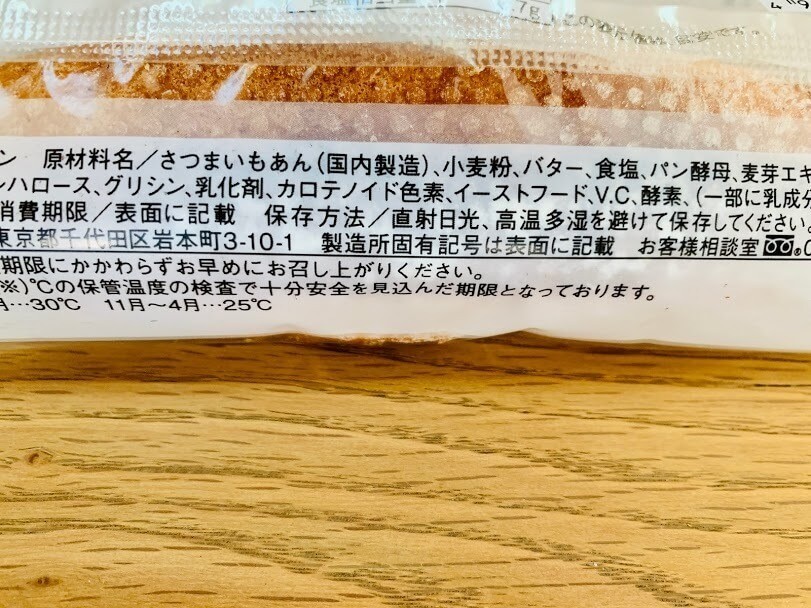 この
ン 原材料名／さつまいもあん(国内製造)、小麦粉、バター、食塩、パン酵母、麦芽エキ
ハロース、グリシン、乳化剤、カロテノイド色素、イーストフード、V.C、酵素、(一部に乳成分
消費期限／表面に記載 保存方法／直射日光、高温多湿を避けて保存してください。
東京都千代田区岩本町3-10-1 製造所固有記号は表面に記載 お客様相談室
期限にかかわらずお早めにお召し上がりください。
※)℃の保管温度の検査で十分安全を見込んだ期限となっております。
月…30℃ 11月～4月…25℃